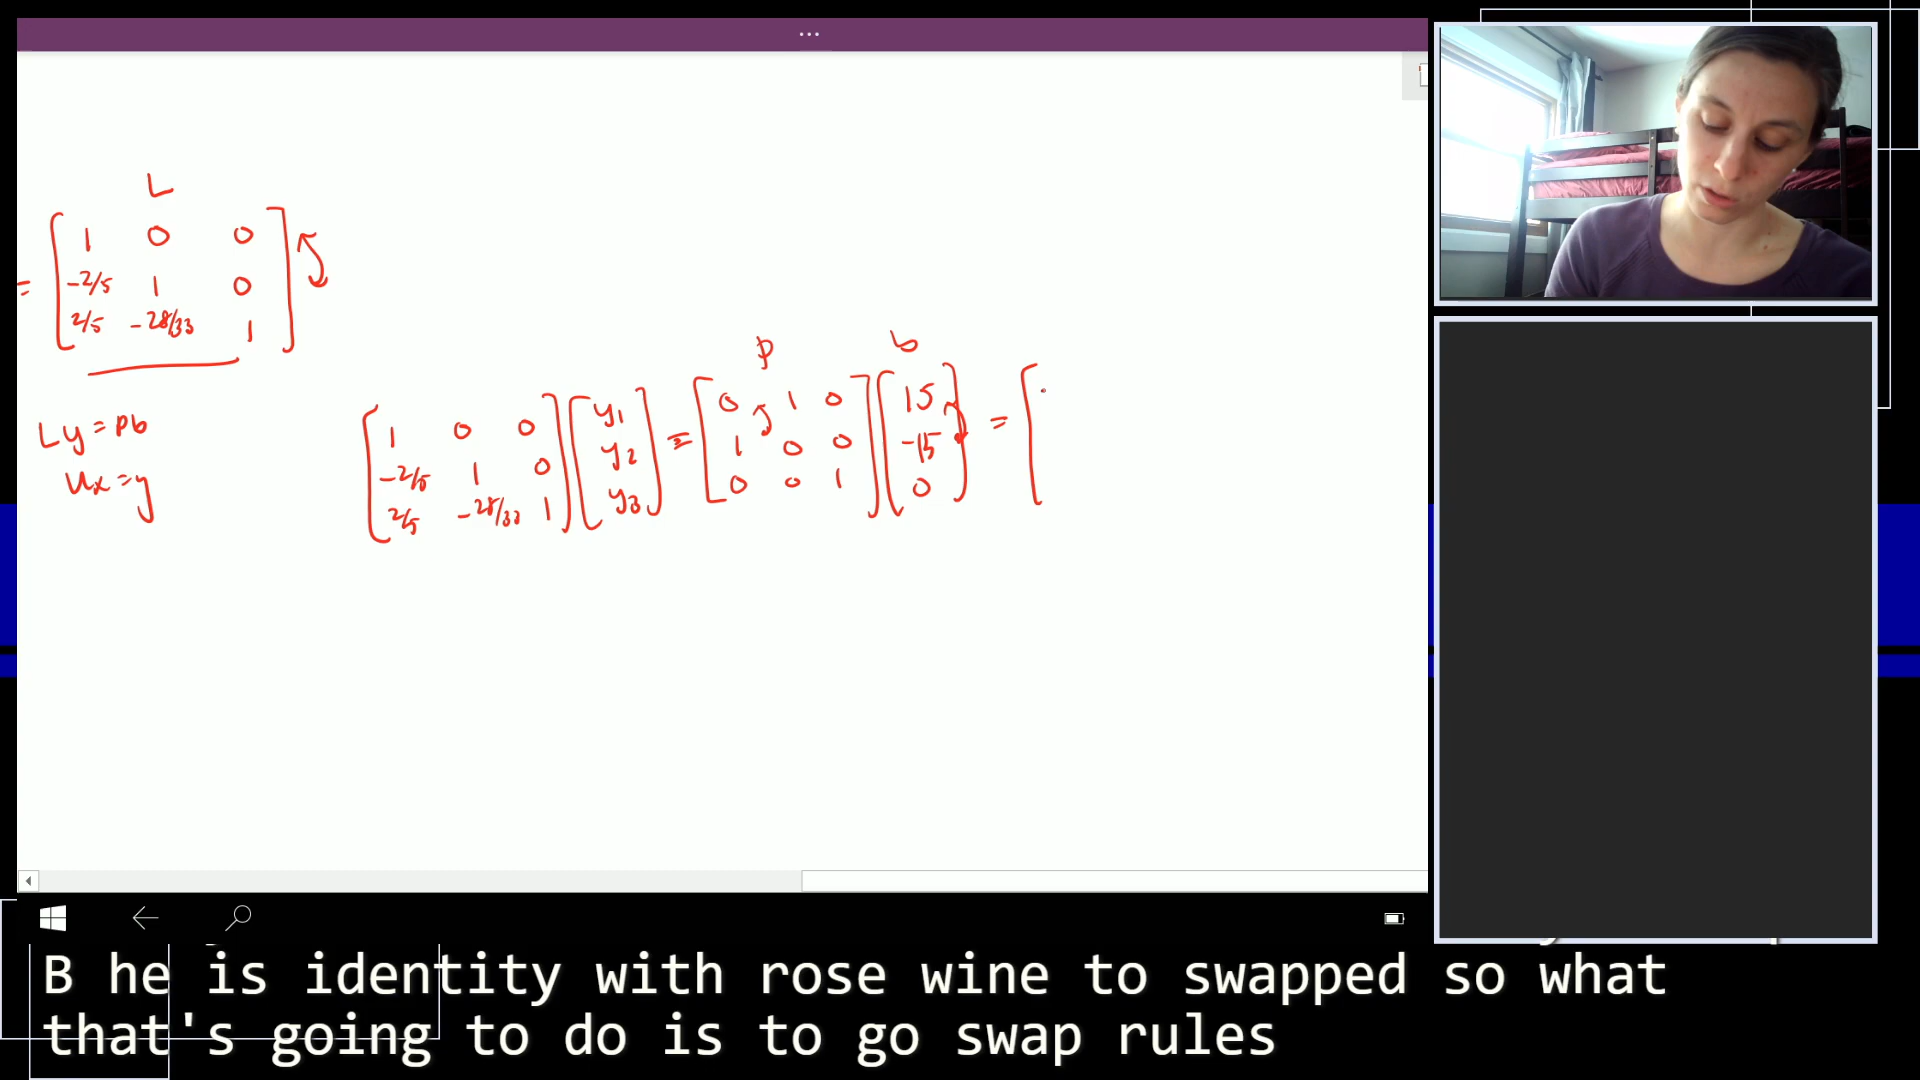 ...
L
= [ 1 0 0 ]
[ -2/5 1 0 ]
[ 2/5 -28/33 1 ]
P b
[ 1 0 0 ] [ y1 ] = [ 0 1 0 ] [ 15 ] = [
[ -2/5 1 0 ] [ y2 ] [ 1 0 0 ] [ -15 ]
[ 2/5 -28/33 1 ] [ y3 ] [ 0 0 1 ] [ 0 ]
Ly = Pb
Ux = y
B he is identity with rose wine to swapped so what
that's going to do is to go swap rules